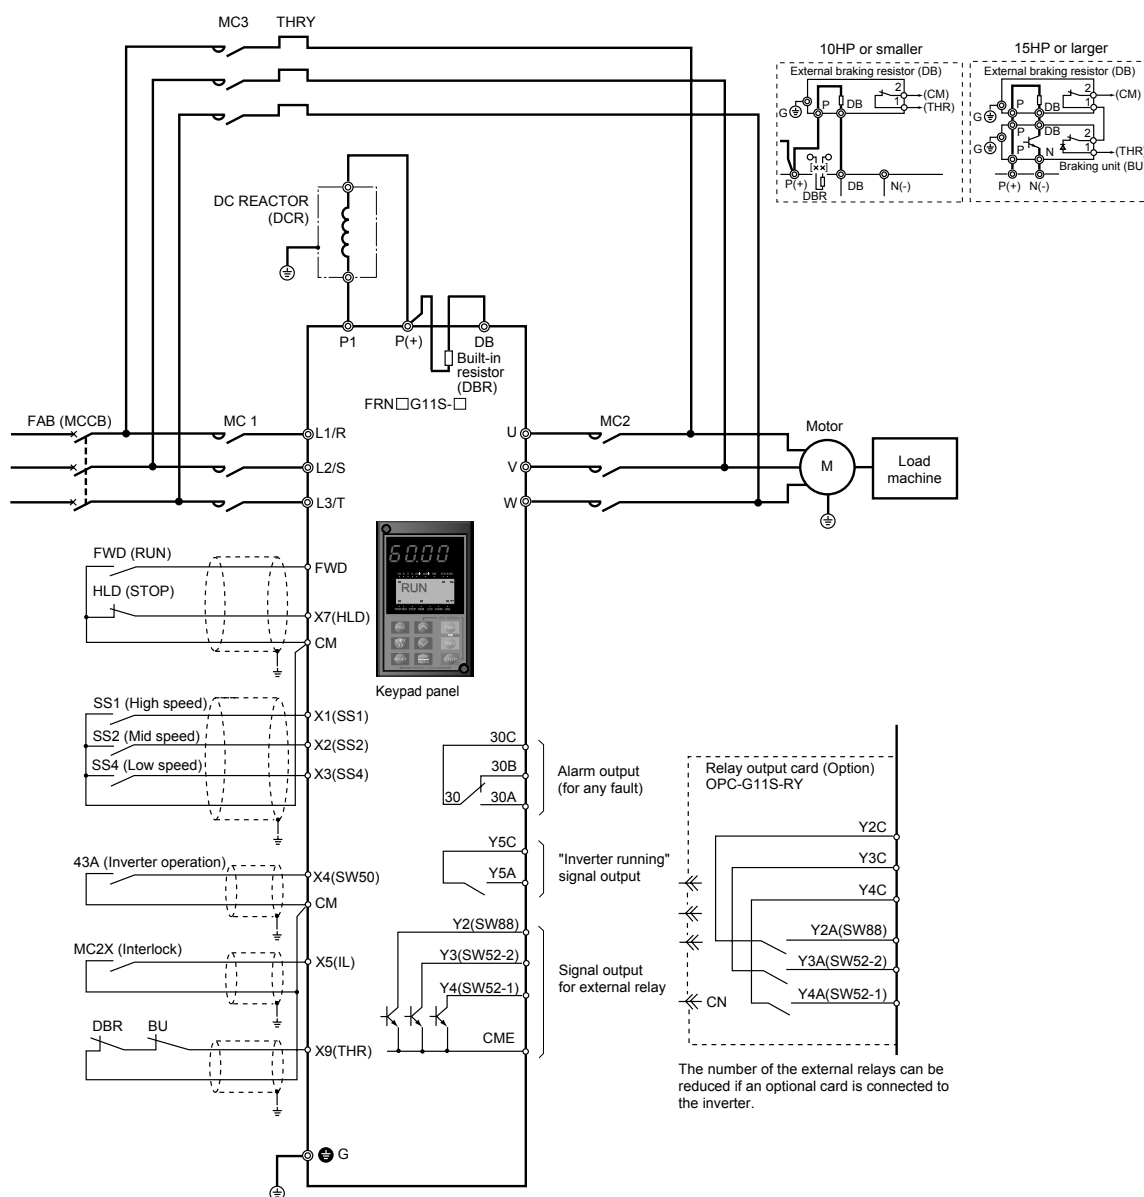 MC3 THRY
10HP or smaller
External braking resistor (DB)
2
1
(CM)
(THR)
P DB
G
P(+) DB N(-)
DBR
15HP or larger
External braking resistor (DB)
2
1
(CM)
P DB
G
DB
G
P N
2
1
(THR
Braking unit (BU
P(+) N(-)
DC REACTOR
(DCR)
P1 P(+) DB
Built-in
resistor
(DBR)
FRN□G11S-□
FAB (MCCB) MC 1
L1/R
L2/S
L3/T
U
V
W
MC2
Motor
M
Load
machine
FWD (RUN)
FWD
HLD (STOP)
X7(HLD)
CM
60.00
RUN
Keypad panel
SS1 (High speed)
X1(SS1)
SS2 (Mid speed)
X2(SS2)
SS4 (Low speed)
X3(SS4)
30C
30B
30 30A
Alarm output
(for any fault)
43A (Inverter operation)
X4(SW50)
CM
Y5C
Y5A
"Inverter running"
signal output
MC2X (Interlock)
X5(IL)
Y2(SW88)
Y3(SW52-2)
Y4(SW52-1)
CME
Signal output
for external relay
DBR BU
X9(THR)
G
Relay output card (Option)
OPC-G11S-RY
Y2C
Y3C
Y4C
Y2A(SW88)
Y3A(SW52-2)
Y4A(SW52-1)
CN
The number of the external relays can be
reduced if an optional card is connected to
the inverter.